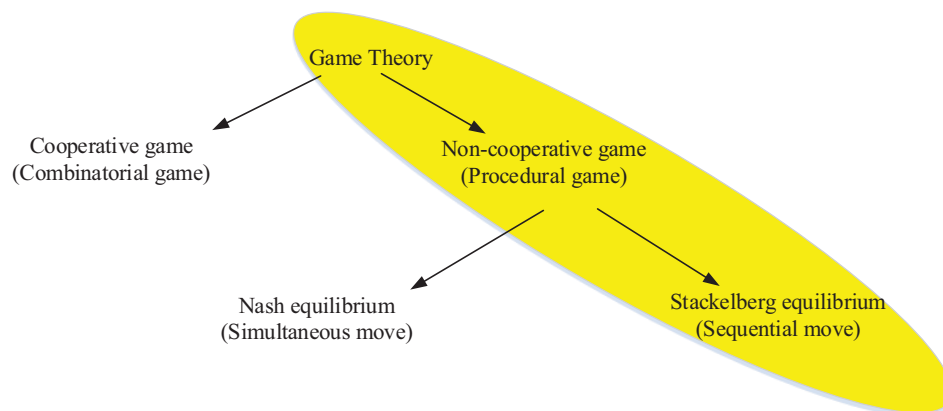 Game Theory
Cooperative game
(Combinatorial game)
Non-cooperative game
(Procedural game)
Nash equilibrium
(Simultaneous move)
Stackelberg equilibrium
(Sequential move)